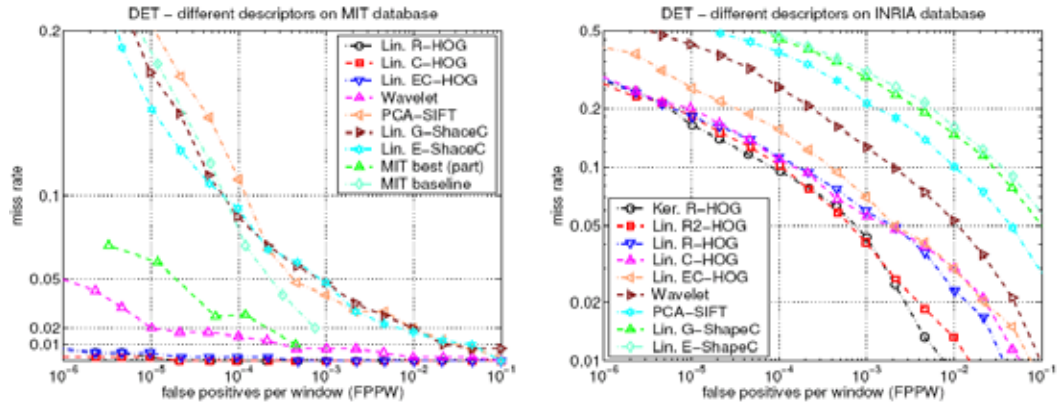 DET - different descriptors on MIT database
miss rate
0.2
0.1
0.05
0.02
0.01
10^-6
10^-5
10^-4
10^-3
10^-2
10^-1
false positives per window (FPPW)
Lin. R-HOG
Lin. C-HOG
Lin. EC-HOG
Wavelet
PCA-SIFT
Lin. G-ShaceC
Lin. E-ShaceC
MIT best (part)
MIT baseline
DET - different descriptors on INRIA database
miss rate
0.5
0.2
0.1
0.05
0.02
0.01
10^-6
10^-5
10^-4
10^-3
10^-2
10^-1
false positives per window (FPPW)
Ker. R-HOG
Lin. R2-HOG
Lin. R-HOG
Lin. C-HOG
Lin. EC-HOG
Wavelet
PCA-SIFT
Lin. G-ShapeC
Lin. E-ShapeC